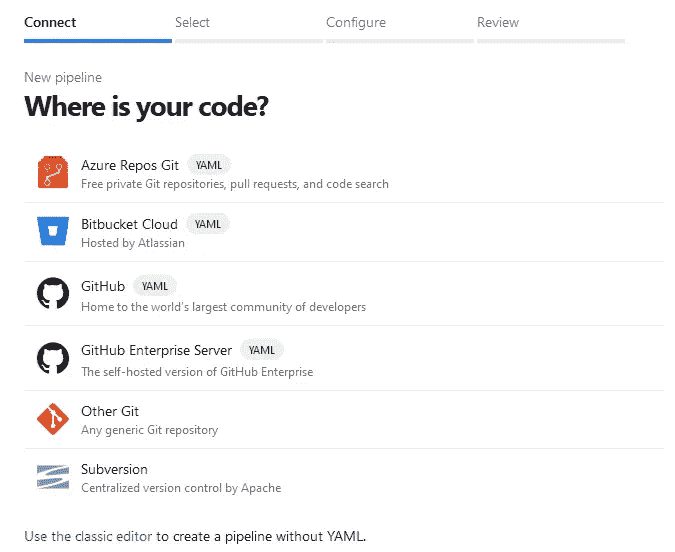 Connect Select Configure Review
New pipeline
Where is your code?
Azure Repos Git YAML
Free private Git repositories, pull requests, and code search
Bitbucket Cloud YAML
Hosted by Atlassian
GitHub YAML
Home to the world's largest community of developers
GitHub Enterprise Server YAML
The self-hosted version of GitHub Enterprise
Other Git
Any generic Git repository
Subversion
Centralized version control by Apache
Use the classic editor to create a pipeline without YAML.